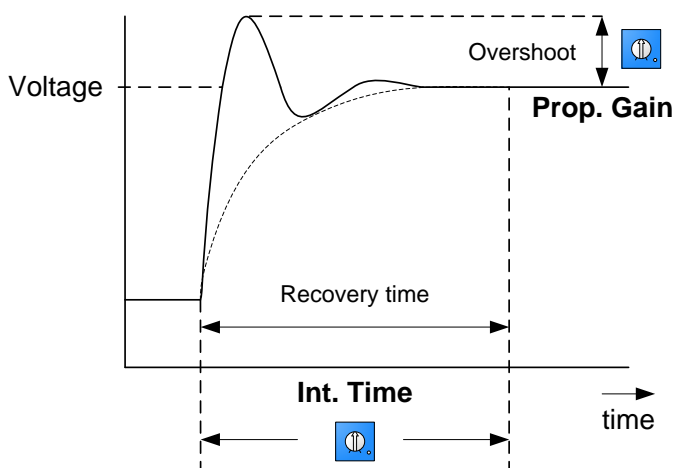 Overshoot
Voltage
Prop. Gain
Recovery time
Int. Time
time